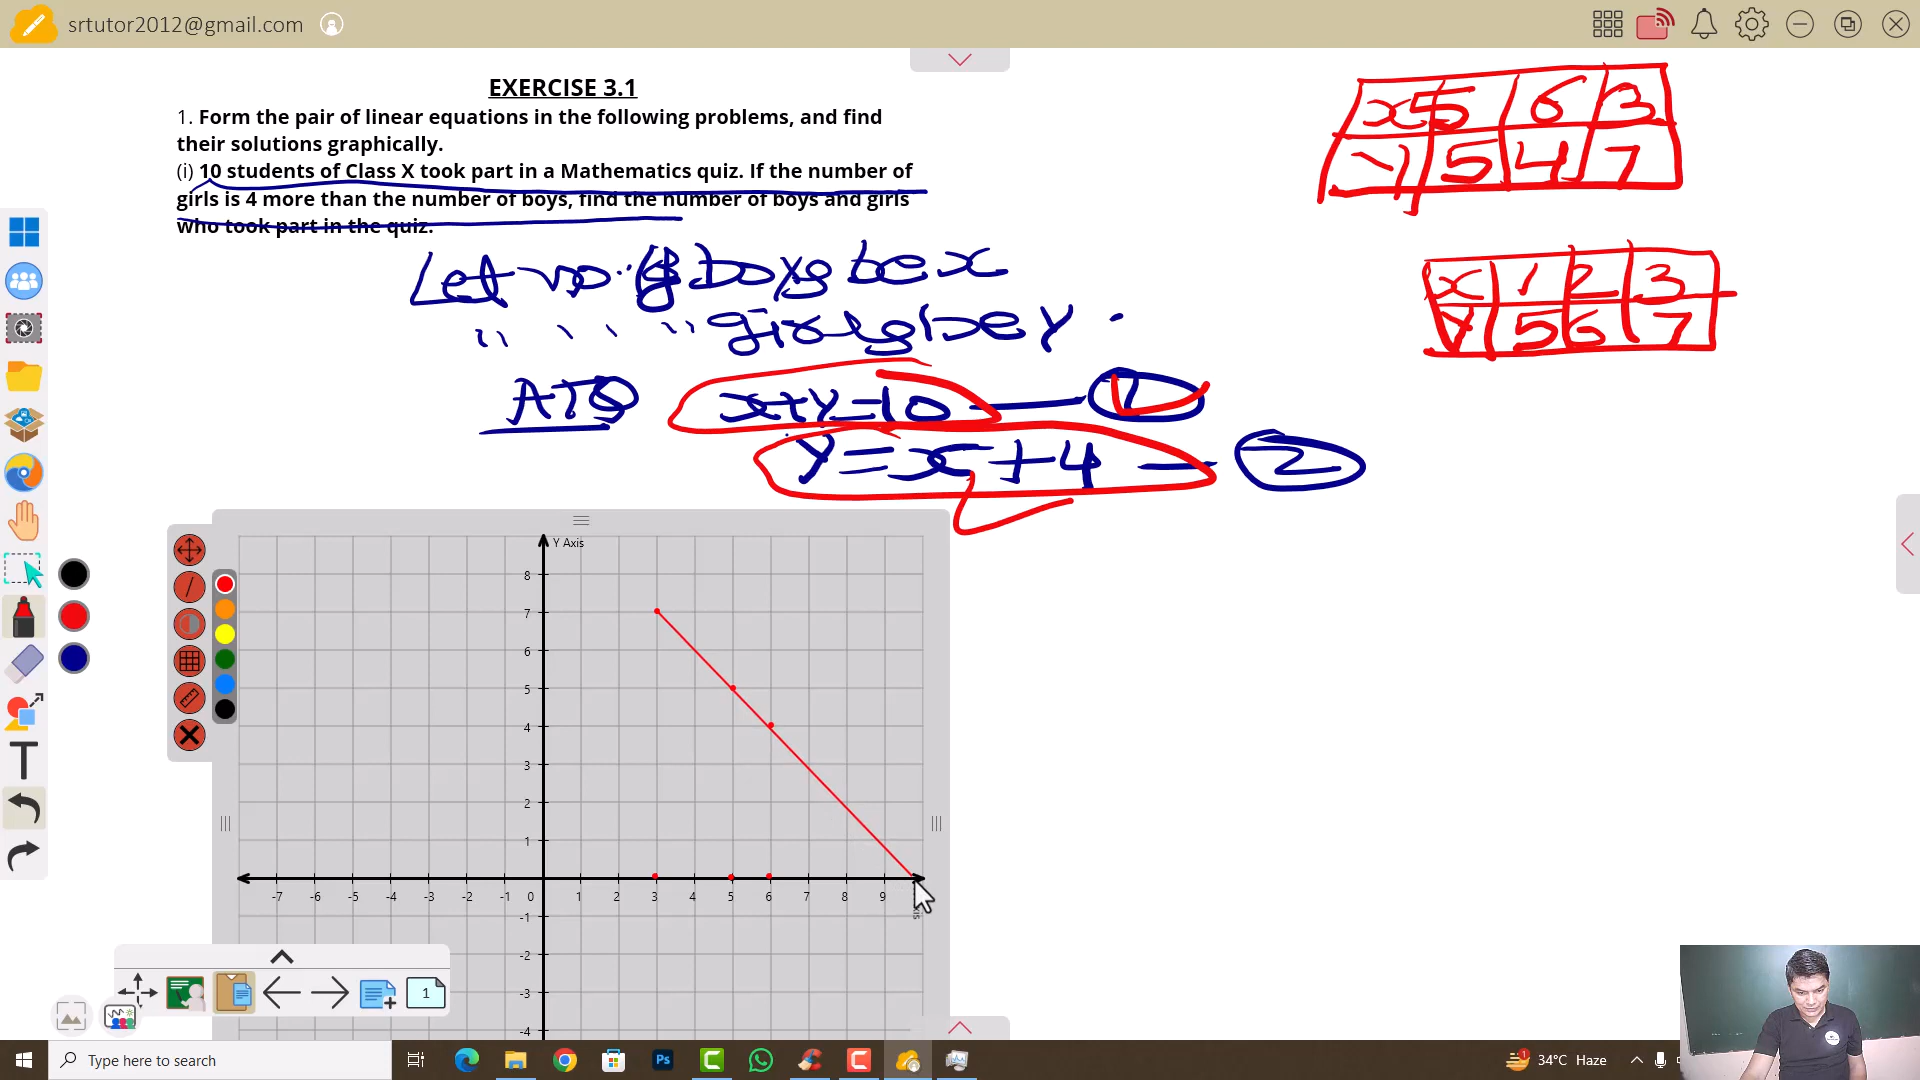 srtutor2012@gmail.com
EXERCISE 3.1
1. Form the pair of linear equations in the following problems, and find
their solutions graphically.
(i) 10 students of Class X took part in a Mathematics quiz. If the number of
girls is 4 more than the number of boys, find the number of boys and girls
who took part in the quiz.
x 5 6 3
y 5 4 7
Let no. of boys be x
" " " " girls be y.
x 1 2 3
y 5 6 7
ATQ x+y=10 — 1
y=x+4 — 2
Y Axis
8
7
6
5
4
3
2
1
-7 -6 -5 -4 -3 -2 -1 0 1 2 3 4 5 6 7 8 9
-1
-2
-3
-4
1
Type here to search
Ps
34°C Haze